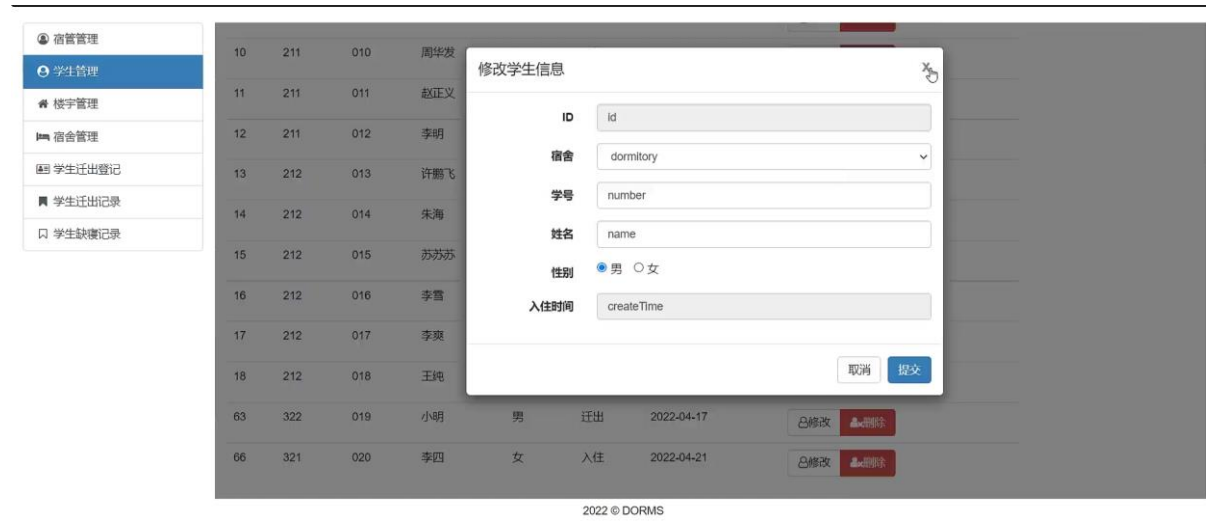 宿管管理
学生管理
楼宇管理
宿舍管理
学生迁出登记
学生迁出记录
学生缺寝记录
10 211 010 周华发
11 211 011 赵正义
12 211 012 李明
13 212 013 许鹏飞
14 212 014 朱海
15 212 015 苏苏苏
16 212 016 李雪
17 212 017 李爽
18 212 018 王纯
63 322 019 小明 男 迁出 2022-04-17 修改 删除
66 321 020 李四 女 入住 2022-04-21 修改 删除
修改学生信息 x
ID id
宿舍 dormitory
学号 number
姓名 name
性别 男 女
入住时间 createTime
取消 提交
2022 © DORMS